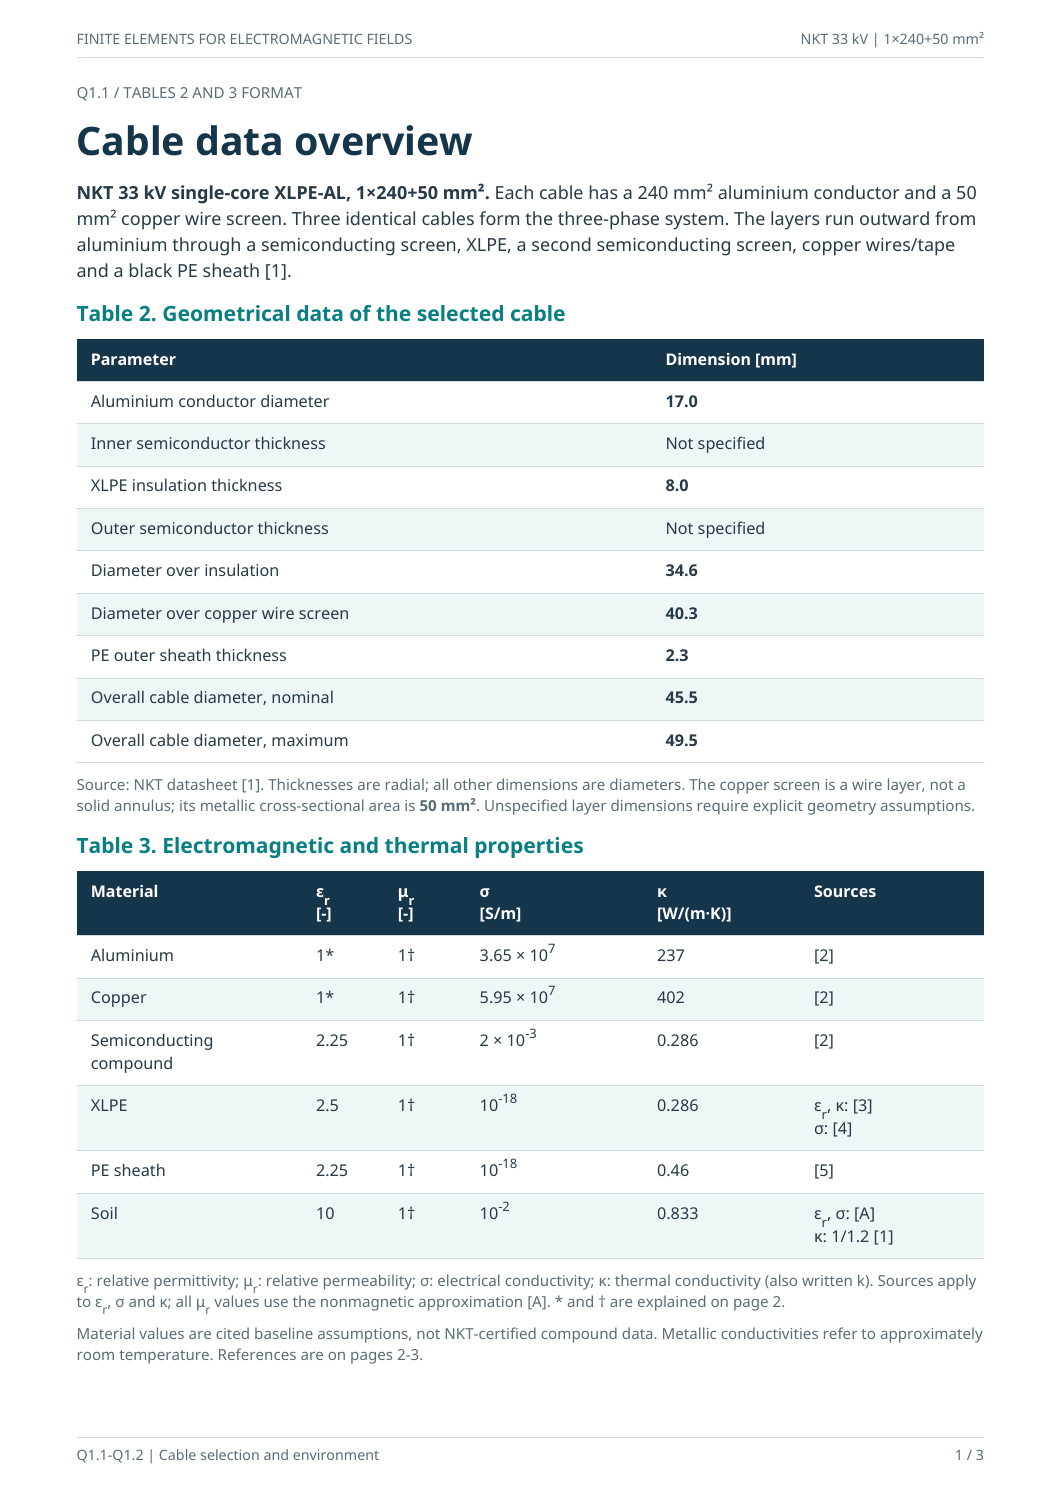 FINITE ELEMENTS FOR ELECTROMAGNETIC FIELDS NKT 33 kV | 1×240+50 mm²
Q1.1 / TABLES 2 AND 3 FORMAT
Cable data overview
NKT 33 kV single-core XLPE-AL, 1×240+50 mm². Each cable has a 240 mm² aluminium conductor and a 50
mm² copper wire screen. Three identical cables form the three-phase system. The layers run outward from
aluminium through a semiconducting screen, XLPE, a second semiconducting screen, copper wires/tape
and a black PE sheath [1].
Table 2. Geometrical data of the selected cable
Parameter Dimension [mm]
Aluminium conductor diameter 17.0
Inner semiconductor thickness Not specified
XLPE insulation thickness 8.0
Outer semiconductor thickness Not specified
Diameter over insulation 34.6
Diameter over copper wire screen 40.3
PE outer sheath thickness 2.3
Overall cable diameter, nominal 45.5
Overall cable diameter, maximum 49.5
Source: NKT datasheet [1]. Thicknesses are radial; all other dimensions are diameters. The copper screen is a wire layer, not a
solid annulus; its metallic cross-sectional area is 50 mm². Unspecified layer dimensions require explicit geometry assumptions.
Table 3. Electromagnetic and thermal properties
Material εr μr σ κ Sources
[-] [-] [S/m] [W/(m·K)]
Aluminium 1* 1† 3.65 × 10⁷ 237 [2]
Copper 1* 1† 5.95 × 10⁷ 402 [2]
Semiconducting 2.25 1† 2 × 10⁻³ 0.286 [2]
compound
XLPE 2.5 1† 10⁻¹⁸ 0.286 εr, κ: [3]
σ: [4]
PE sheath 2.25 1† 10⁻¹⁸ 0.46 [5]
Soil 10 1† 10⁻² 0.833 εr, σ: [A]
κ: 1/1.2 [1]
εr: relative permittivity; μr: relative permeability; σ: electrical conductivity; κ: thermal conductivity (also written k). Sources apply
to εr, σ and κ; all μr values use the nonmagnetic approximation [A]. * and † are explained on page 2.
Material values are cited baseline assumptions, not NKT-certified compound data. Metallic conductivities refer to approximately
room temperature. References are on pages 2-3.
Q1.1-Q1.2 | Cable selection and environment 1 / 3